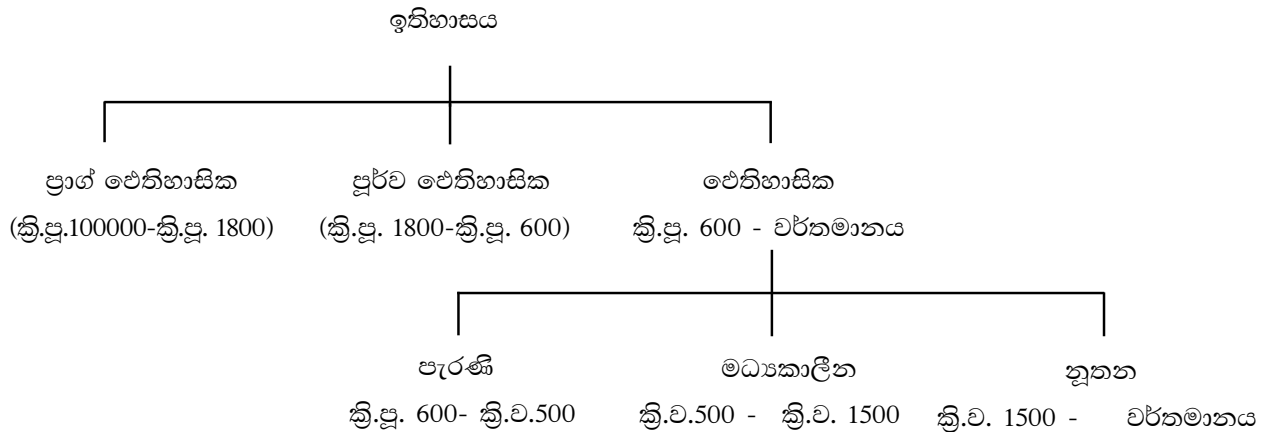 ඉතිහාසය
ප්‍රාග් ඓතිහාසික පූර්ව ඓතිහාසික ඓතිහාසික
(ක්‍රි.පූ.100000-ක්‍රි.පූ. 1800) (ක්‍රි.පූ. 1800-ක්‍රි.පූ. 600) ක්‍රි.පූ. 600 - වර්තමානය
පැරණි මධ්‍යකාලීන නූතන
ක්‍රි.පූ. 600- ක්‍රි.ව.500 ක්‍රි.ව.500 - ක්‍රි.ව. 1500 ක්‍රි.ව. 1500 - වර්තමානය